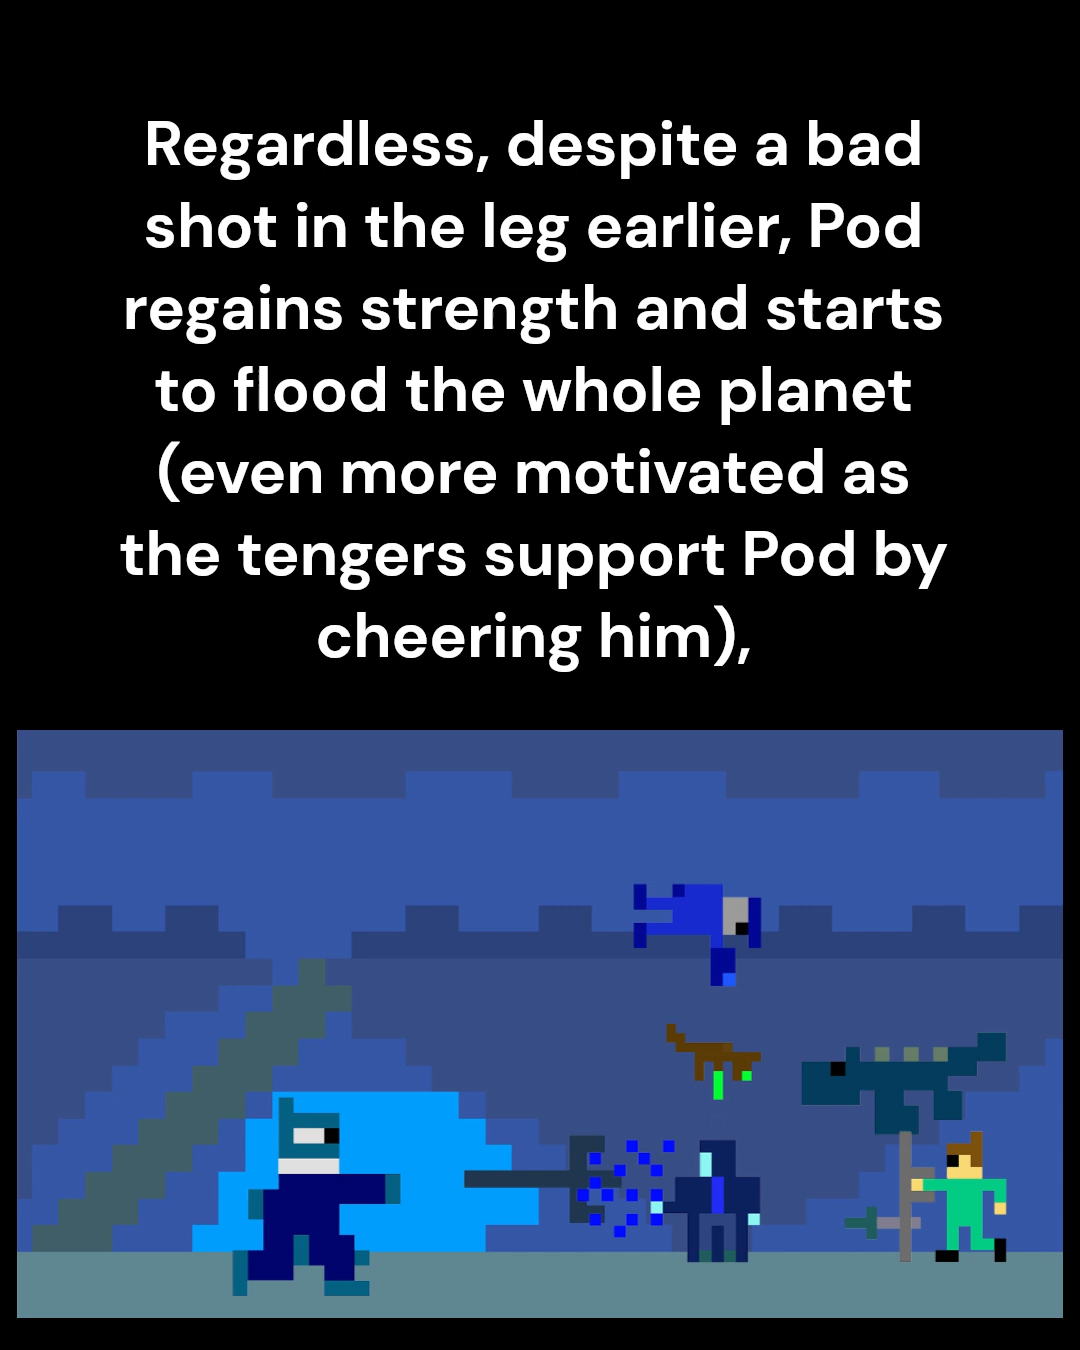 Regardless, despite a bad
shot in the leg earlier, Pod
regains strength and starts
to flood the whole planet
(even more motivated as
the tengers support Pod by
cheering him),